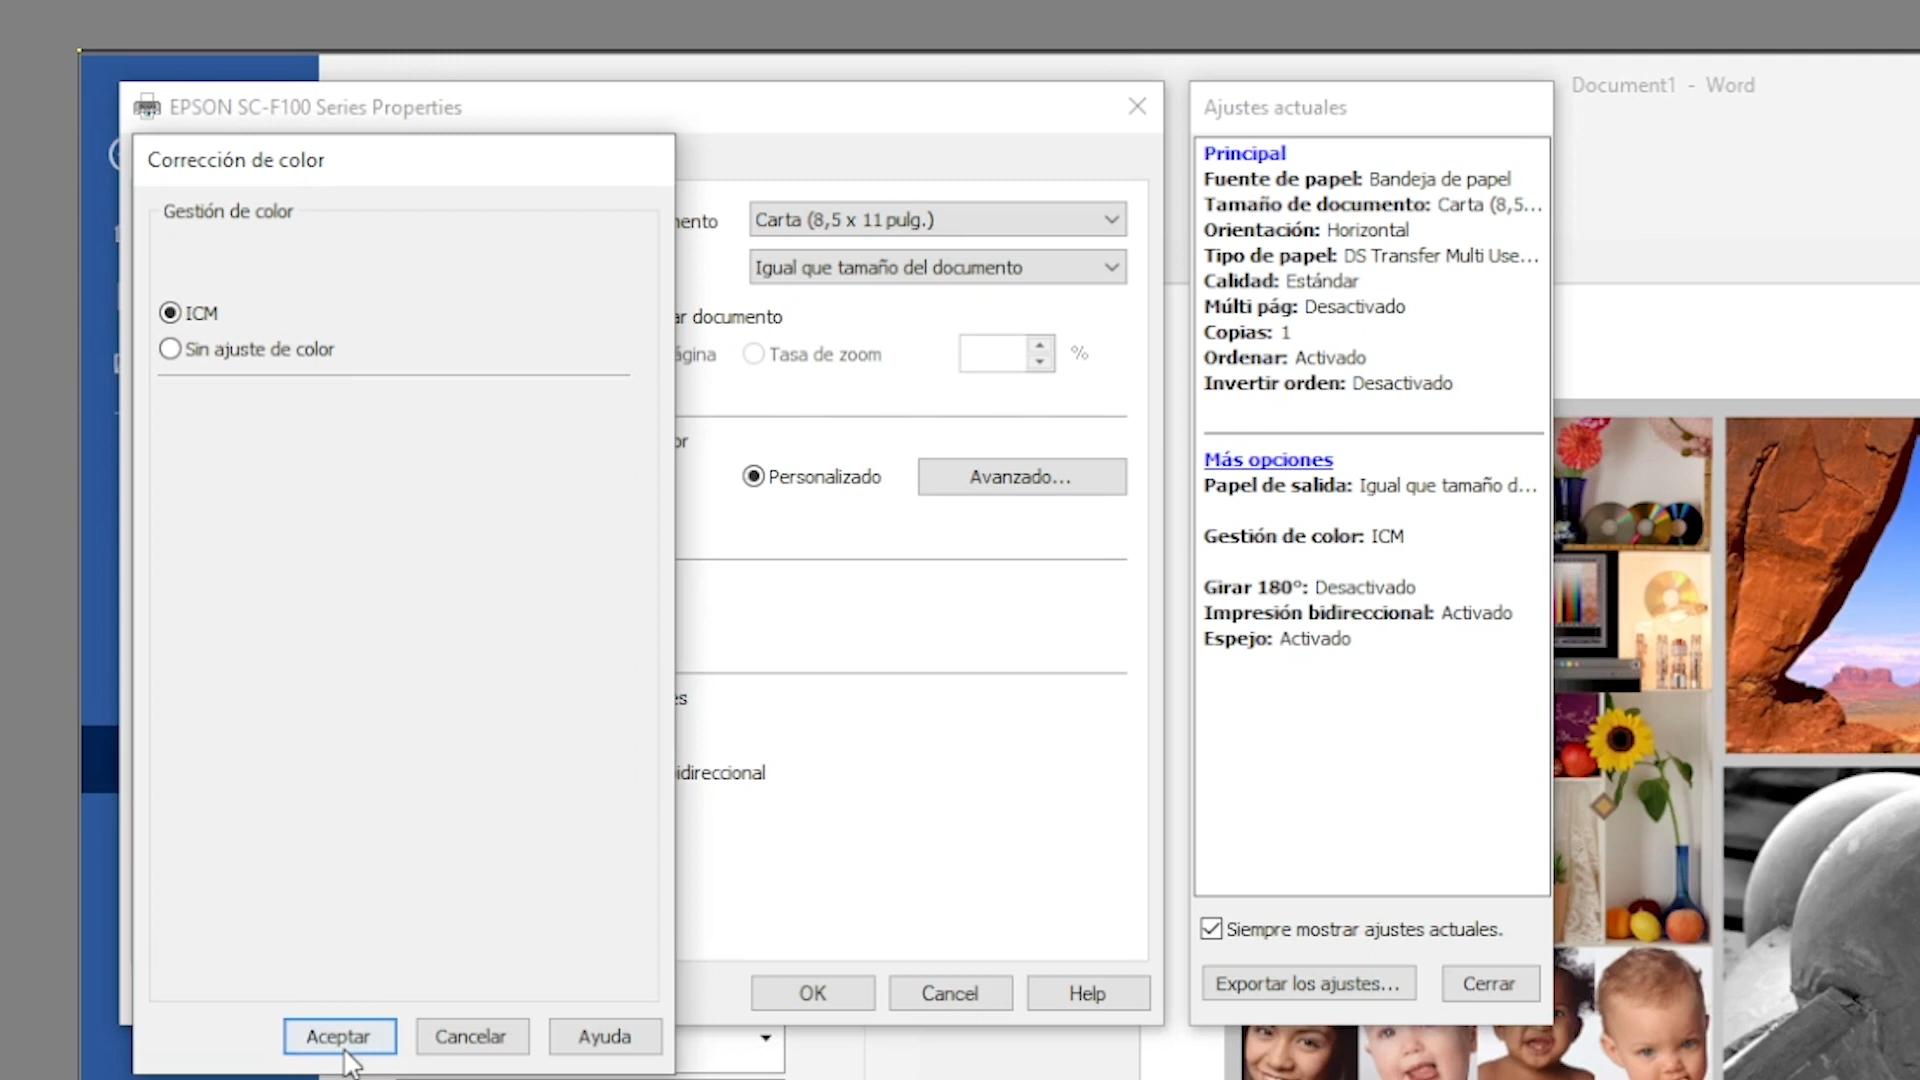 Document1 - Word
EPSON SC-F100 Series Properties
Corrección de color
Gestión de color
ICM
Sin ajuste de color
Aceptar
Cancelar
Ayuda
Carta (8,5 x 11 pulg.)
Igual que tamaño del documento
documento
Tasa de zoom
%
Personalizado
Avanzado...
OK
Cancel
Help
Ajustes actuales
Principal
Fuente de papel: Bandeja de papel
Tamaño de documento: Carta (8,5...
Orientación: Horizontal
Tipo de papel: DS Transfer Multi Use...
Calidad: Estándar
Múlti pág: Desactivado
Copias: 1
Ordenar: Activado
Invertir orden: Desactivado
Más opciones
Papel de salida: Igual que tamaño d...
Gestión de color: ICM
Girar 180°: Desactivado
Impresión bidireccional: Activado
Espejo: Activado
Siempre mostrar ajustes actuales.
Exportar los ajustes...
Cerrar